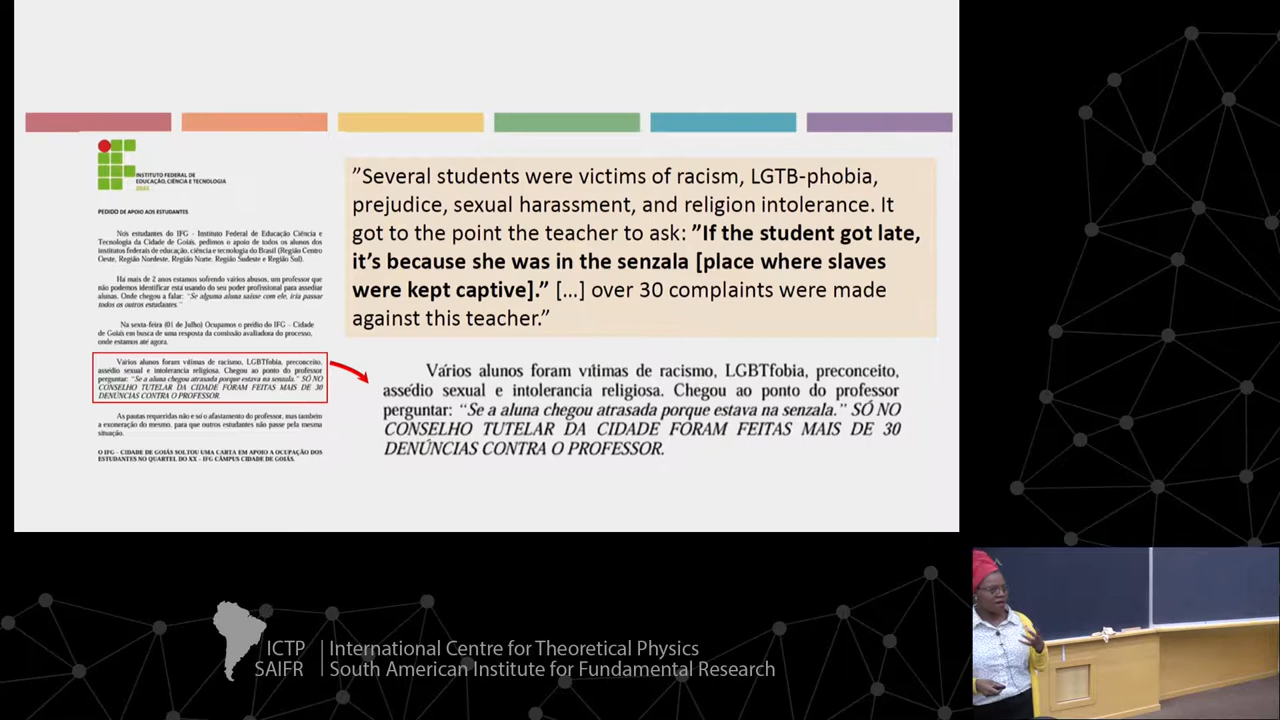 INSTITUTO FEDERAL DE
EDUCAÇÃO, CIÊNCIA E TECNOLOGIA
GOIÁS
PEDIDO DE APOIO AOS ESTUDANTES
Nós estudantes do IFG - Instituto Federal de Educação Ciência e
Tecnologia da Cidade de Goiás, pedimos o apoio de todos os alunos dos
institutos federais de educação, ciência e tecnologia do Brasil (Região Centro
Oeste, Região Nordeste, Região Norte, Região Sudeste e Região Sul).
Há mais de 2 anos estamos sofrendo vários abusos, um professor que
não podemos identificar está usando do seu poder profissional para assediar
alunas. Onde chegou a falar: "Se alguma aluna saísse com ele, iria passar
todos os outros estudantes."
Na sexta-feira (01 de Julho) Ocupamos o prédio do IFG – Cidade
de Goiás em busca de uma resposta da comissão avaliadora do processo,
onde estamos até agora.
Vários alunos foram vítimas de racismo, LGBTfobia, preconceito,
assédio sexual e intolerancia religiosa. Chegou ao ponto do professor
perguntar: "Se a aluna chegou atrasada porque estava na senzala." SÓ NO
CONSELHO TUTELAR DA CIDADE FORAM FEITAS MAIS DE 30
DENÚNCIAS CONTRA O PROFESSOR.
As pautas requeridas não e só o afastamento do professor, mas também
a exoneração do mesmo, para que outros estudantes não passe pela mesma
situação.
O IFG - CIDADE DE GOIÁS SOLTOU UMA CARTA EM APOIO A OCUPAÇÃO DOS
ESTUDANTES NO QUARTEL DO XX - IFG CÂMPUS CIDADE DE GOIÁS.
"Several students were victims of racism, LGTB-phobia,
prejudice, sexual harassment, and religion intolerance. It
got to the point the teacher to ask: "If the student got late,
it's because she was in the senzala [place where slaves
were kept captive]." [...] over 30 complaints were made
against this teacher."
Vários alunos foram vítimas de racismo, LGBTfobia, preconceito,
assédio sexual e intolerancia religiosa. Chegou ao ponto do professor
perguntar: "Se a aluna chegou atrasada porque estava na senzala." SÓ NO
CONSELHO TUTELAR DA CIDADE FORAM FEITAS MAIS DE 30
DENÚNCIAS CONTRA O PROFESSOR.
ICTP
SAIFR
International Centre for Theoretical Physics
South American Institute for Fundamental Research